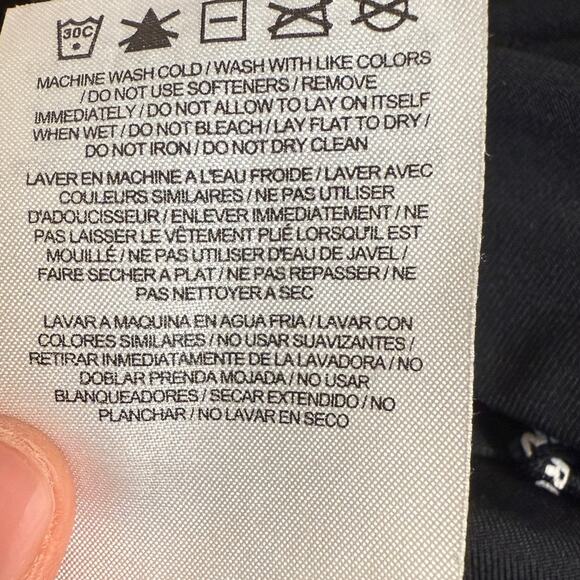 30C
MACHINE WASH COLD / WASH WITH LIKE COLORS
/ DO NOT USE SOFTENERS / REMOVE
IMMEDIATELY / DO NOT ALLOW TO LAY ON ITSELF
WHEN WET / DO NOT BLEACH / LAY FLAT TO DRY /
DO NOT IRON / DO NOT DRY CLEAN
LAVER EN MACHINE A L'EAU FROIDE / LAVER AVEC
COULEURS SIMILAIRES / NE PAS UTILISER
D'ADOUCISSEUR / ENLEVER IMMEDIATEMENT / NE
PAS LAISSER LE VÊTEMENT PLIÉ LORSQU'IL EST
MOUILLÉ / NE PAS UTILISER D'EAU DE JAVEL /
FAIRE SECHER A PLAT / NE PAS REPASSER / NE
PAS NETTOYER A SEC
LAVAR A MAQUINA EN AGUA FRIA / LAVAR CON
COLORES SIMILARES / NO USAR SUAVIZANTES /
RETIRAR INMEDIATAMENTE DE LA LAVADORA / NO
DOBLAR PRENDA MOJADA / NO USAR
BLANQUEADORES / SECAR EXTENDIDO / NO
PLANCHAR / NO LAVAR EN SECO